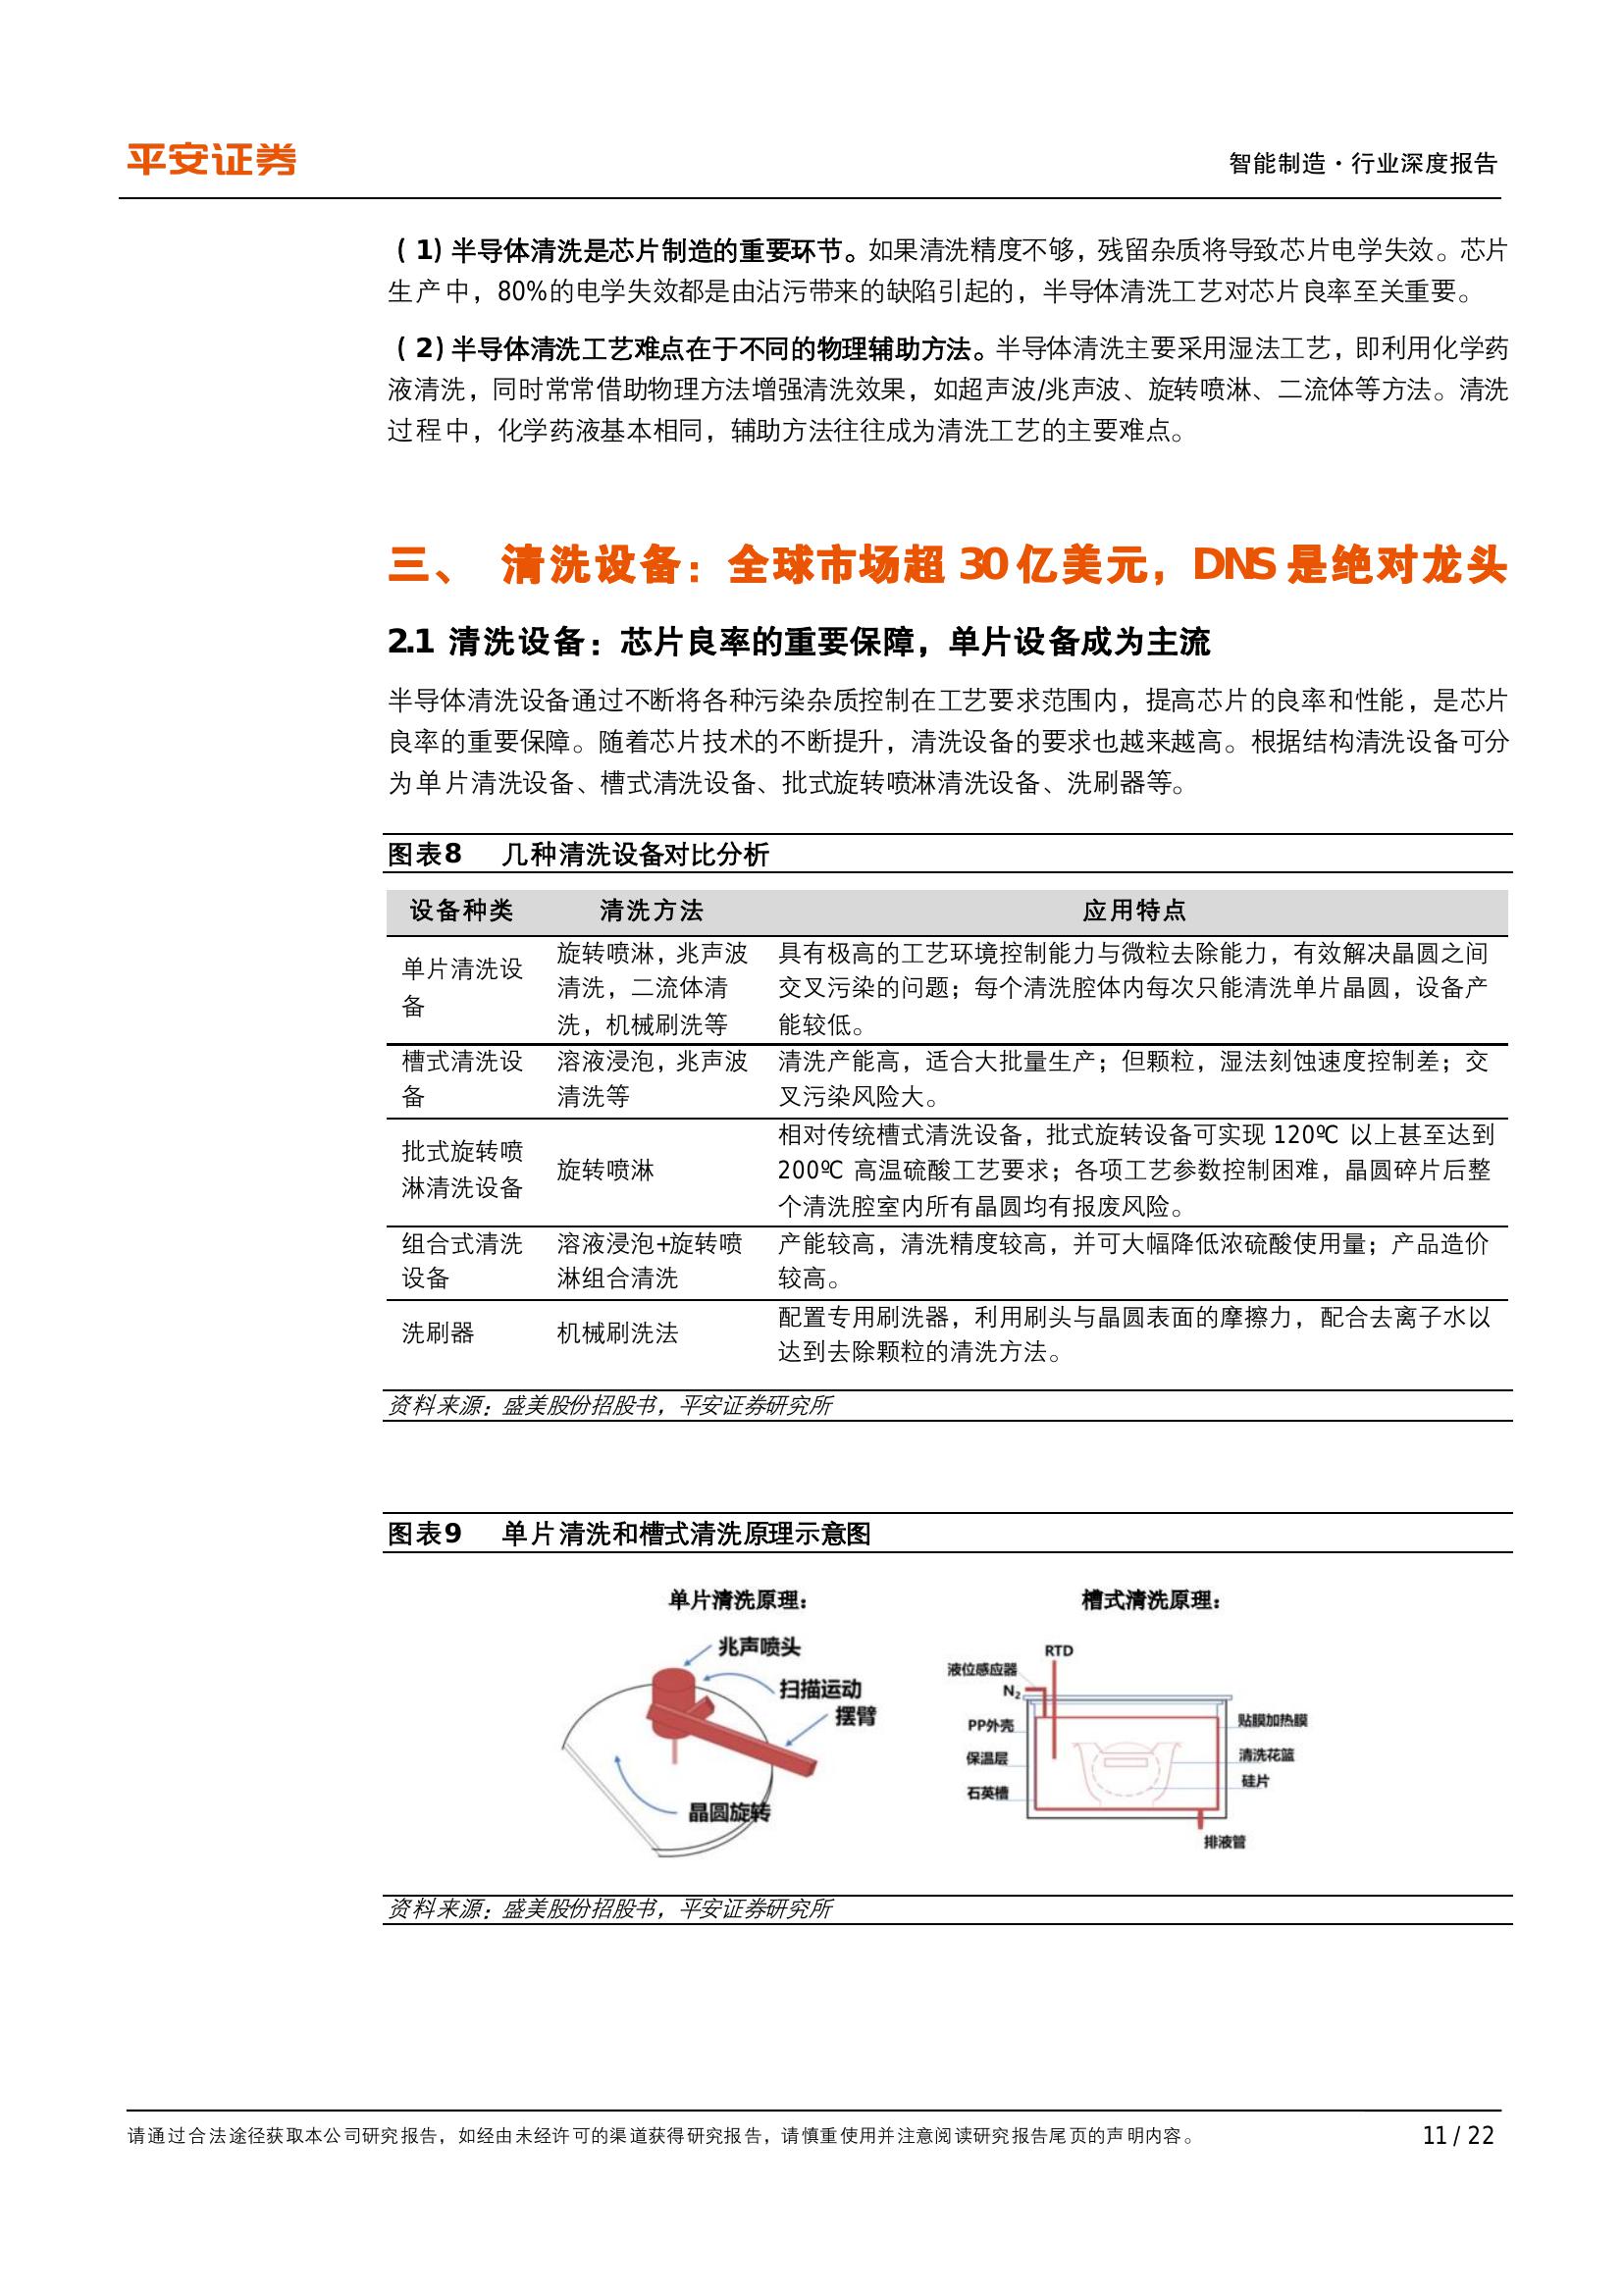 平安证券
智能制造·行业深度报告
（1）半导体清洗是芯片制造的重要环节。如果清洗精度不够，残留杂质将导致芯片电学失效。芯片
生产中，80%的电学失效都是由沾污带来的缺陷引起的，半导体清洗工艺对芯片良率至关重要。
（2）半导体清洗工艺难点在于不同的物理辅助方法。半导体清洗主要采用湿法工艺，即利用化学药
液清洗，同时常常借助物理方法增强清洗效果，如超声波/兆声波、旋转喷淋、二流体等方法。清洗
过程中，化学药液基本相同，辅助方法往往成为清洗工艺的主要难点。
三、 清洗设备：全球市场超 30 亿美元，DNS 是绝对龙头
2.1 清洗设备：芯片良率的重要保障，单片设备成为主流
半导体清洗设备通过不断将各种污染杂质控制在工艺要求范围内，提高芯片的良率和性能，是芯片
良率的重要保障。随着芯片技术的不断提升，清洗设备的要求也越来越高。根据结构清洗设备可分
为单片清洗设备、槽式清洗设备、批式旋转喷淋清洗设备、洗刷器等。
图表8 几种清洗设备对比分析
设备种类 清洗方法 应用特点
单片清洗设
备
旋转喷淋，兆声波
清洗，二流体清
洗，机械刷洗等
具有极高的工艺环境控制能力与微粒去除能力，有效解决晶圆之间
交叉污染的问题；每个清洗腔体内每次只能清洗单片晶圆，设备产
能较低。
槽式清洗设
备
溶液浸泡，兆声波
清洗等
清洗产能高，适合大批量生产；但颗粒，湿法刻蚀速度控制差；交
叉污染风险大。
批式旋转喷
淋清洗设备
旋转喷淋
相对传统槽式清洗设备，批式旋转设备可实现 120ºC 以上甚至达到
200ºC 高温硫酸工艺要求；各项工艺参数控制困难，晶圆碎片后整
个清洗腔室内所有晶圆均有报废风险。
组合式清洗
设备
溶液浸泡+旋转喷
淋组合清洗
产能较高，清洗精度较高，并可大幅降低浓硫酸使用量；产品造价
较高。
洗刷器
机械刷洗法
配置专用刷洗器，利用刷头与晶圆表面的摩擦力，配合去离子水以
达到去除颗粒的清洗方法。
资料来源：盛美股份招股书，平安证券研究所
图表9 单片清洗和槽式清洗原理示意图
单片清洗原理：
兆声喷头
扫描运动
摆臂
晶圆旋转
槽式清洗原理：
RTD
液位感应器
N2
PP外壳
保温层
石英槽
贴膜加热膜
清洗花篮
硅片
排液管
资料来源：盛美股份招股书，平安证券研究所
请通过合法途径获取本公司研究报告，如经由未经许可的渠道获得研究报告，请慎重使用并注意阅读研究报告尾页的声明内容。
11 / 22